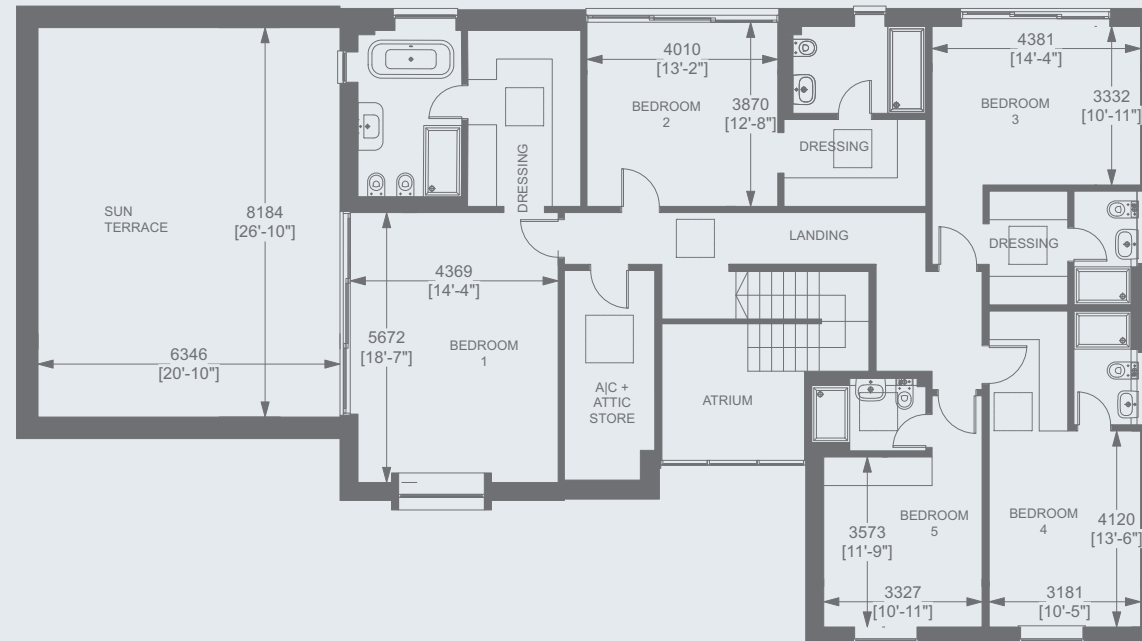 SUN
TERRACE
8184
[26'-10"]
6346
[20'-10"]
DRESSING
4369
[14'-4"]
5672
[18'-7"]
BEDROOM
1
4010
[13'-2"]
BEDROOM
2
3870
[12'-8"]
DRESSING
4381
[14'-4"]
BEDROOM
3
3332
[10'-11"]
LANDING
DRESSING
A|C +
ATTIC
STORE
ATRIUM
BEDROOM
5
3573
[11'-9"]
3327
[10'-11"]
BEDROOM
4
4120
[13'-6"]
3181
[10'-5"]